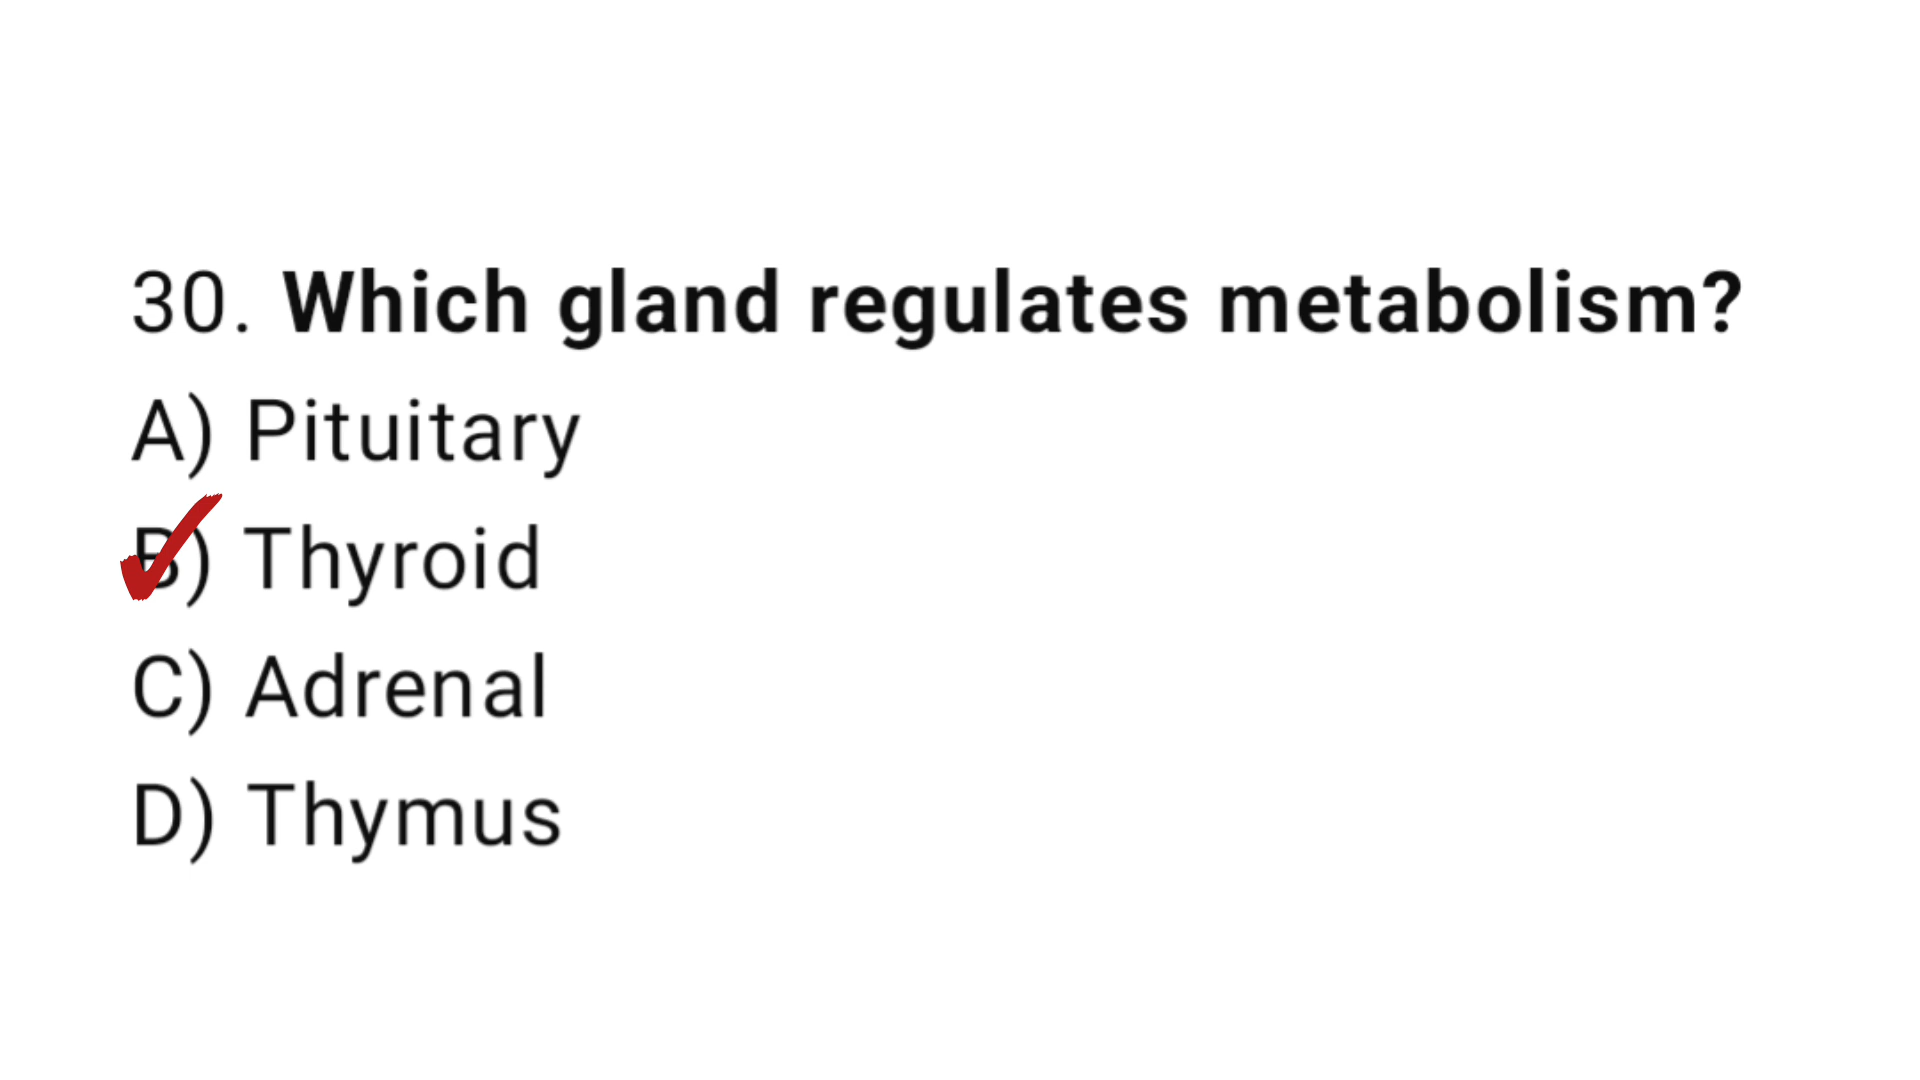 30. Which gland regulates metabolism?
A) Pituitary
B) Thyroid
C) Adrenal
D) Thymus